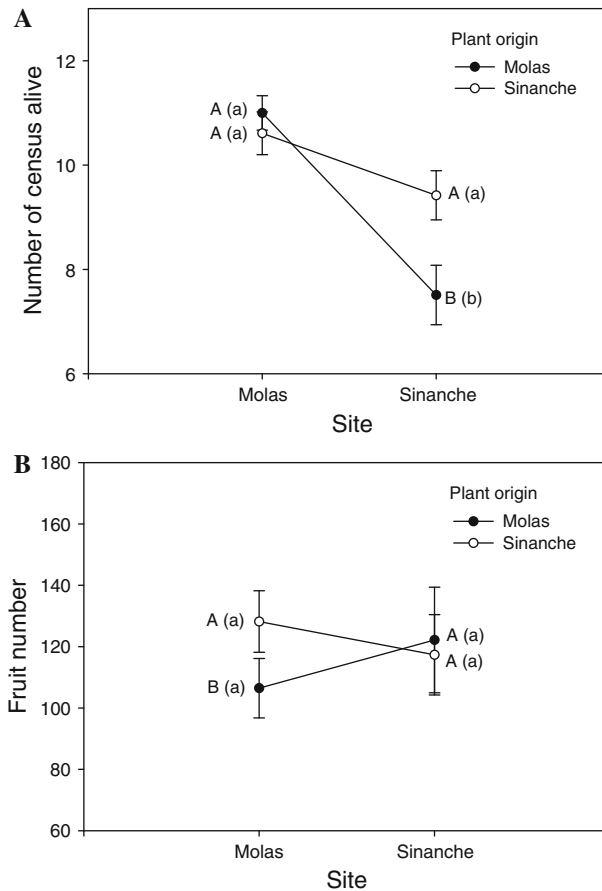 A
Number of census alive
12
10
8
6
Plant origin
Molas
Sinanche
A (a)
A (a)
A (a)
B (b)
Molas
Sinanche
Site
B
Fruit number
180
160
140
120
100
80
60
Plant origin
Molas
Sinanche
A (a)
B (a)
A (a)
A (a)
Molas
Sinanche
Site